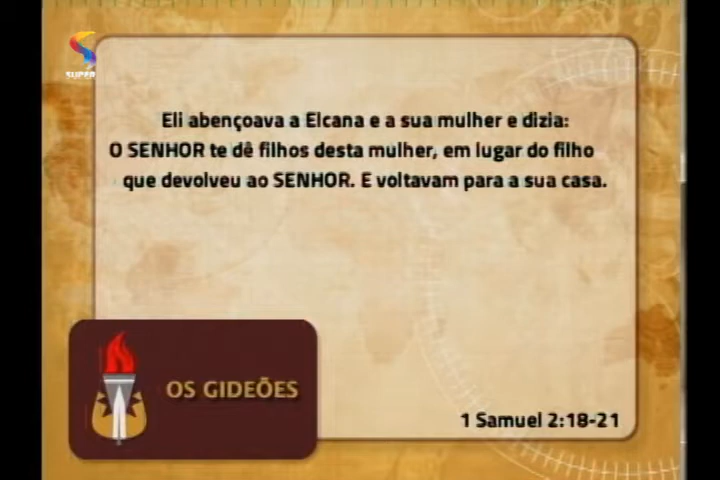 SUPER
Eli abençoava a Elcana e a sua mulher e dizia:
O SENHOR te dê filhos desta mulher, em lugar do filho
que devolveu ao SENHOR. E voltavam para a sua casa.
OS GIDEÕES
1 Samuel 2:18-21